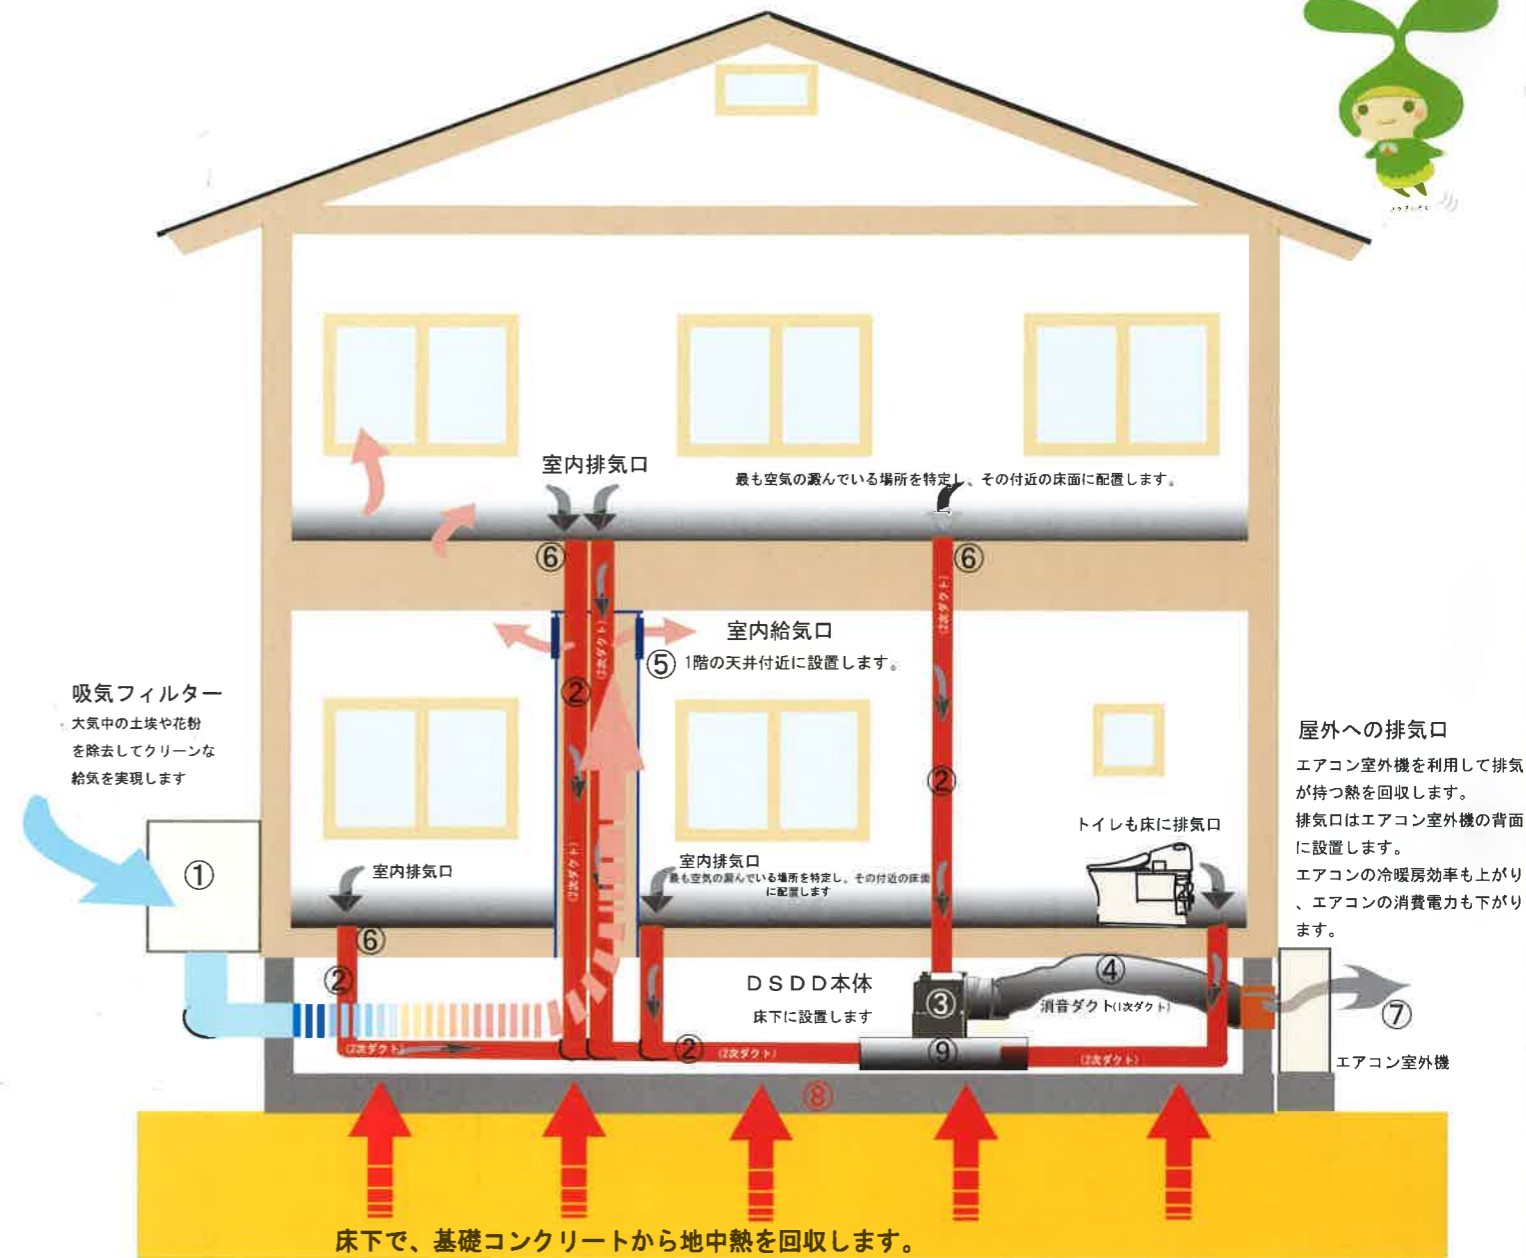 室内排気口
最も空気の澱んでいる場所を特定し、その付近の床面に配置します。
⑥
⑥
(2次ダクト)
(2次ダクト)
室内給気口
⑤ 1階の天井付近に設置します。
②
吸気フィルター
大気中の土埃や花粉
を除去してクリーンな
給気を実現します
①
屋外への排気口
エアコン室外機を利用して排気
が持つ熱を回収します。
排気口はエアコン室外機の背面
に設置します。
エアコンの冷暖房効率も上がり
、エアコンの消費電力も下がり
ます。
②
トイレも床に排気口
(2次ダクト)
室内排気口
室内排気口
最も空気の澱んでいる場所を特定し、その付近の床面
に配置します
⑥
②
DSDD本体
床下に設置します
③
④
消音ダクト(1次ダクト)
⑦
エアコン室外機
(2次ダクト)
②
(2次ダクト)
⑨
(2次ダクト)
⑧
床下で、基礎コンクリートから地中熱を回収します。